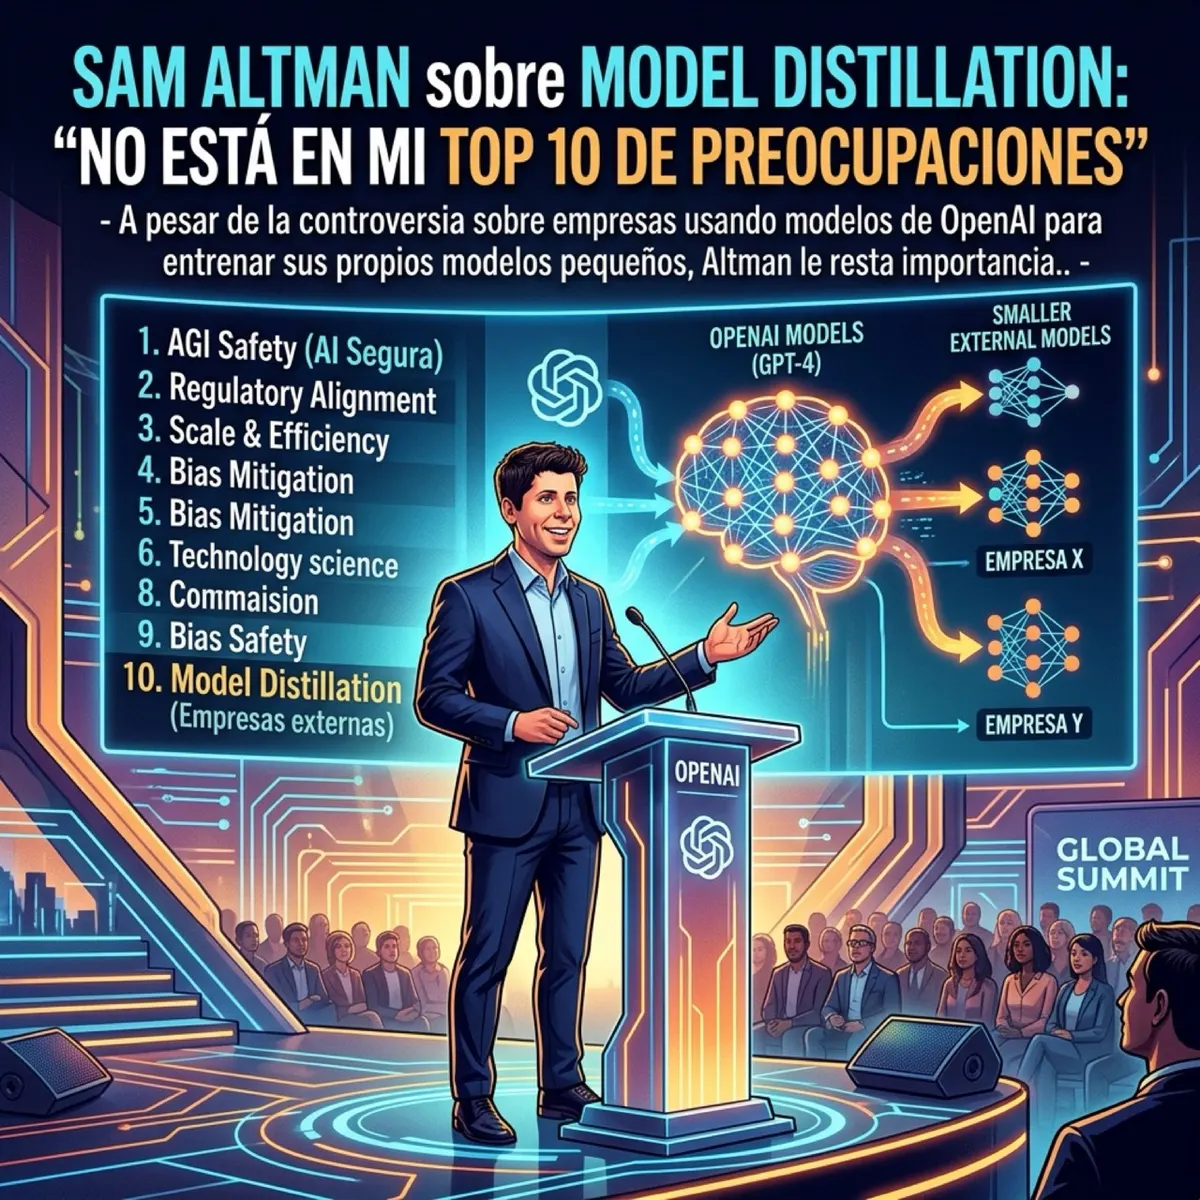 SAM ALTMAN sobre MODEL DISTILLATION:
“NO ESTÁ EN MI TOP 10 DE PREOCUPACIONES”
- A pesar de la controversia sobre empresas usando modelos de OpenAI para
entrenar sus propios modelos pequeños, Altman le resta importancia.. -
1. AGI Safety (AI Segura)
2. Regulatory Alignment
3. Scale & Efficiency
4. Bias Mitigation
5. Bias Mitigation
6. Technology science
8. Commaision
9. Bias Safety
10. Model Distillation
(Empresas externas)
OPENAI MODELS
(GPT-4)
SMALLER
EXTERNAL MODELS
EMPRESA X
EMPRESA Y
OPENAI
GLOBAL
SUMMIT